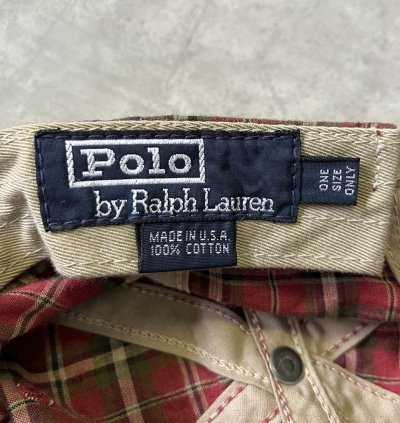 Polo
by Ralph Lauren
MADE IN U.S.A.
100% COTTON
ONE
SIZE
ONLY